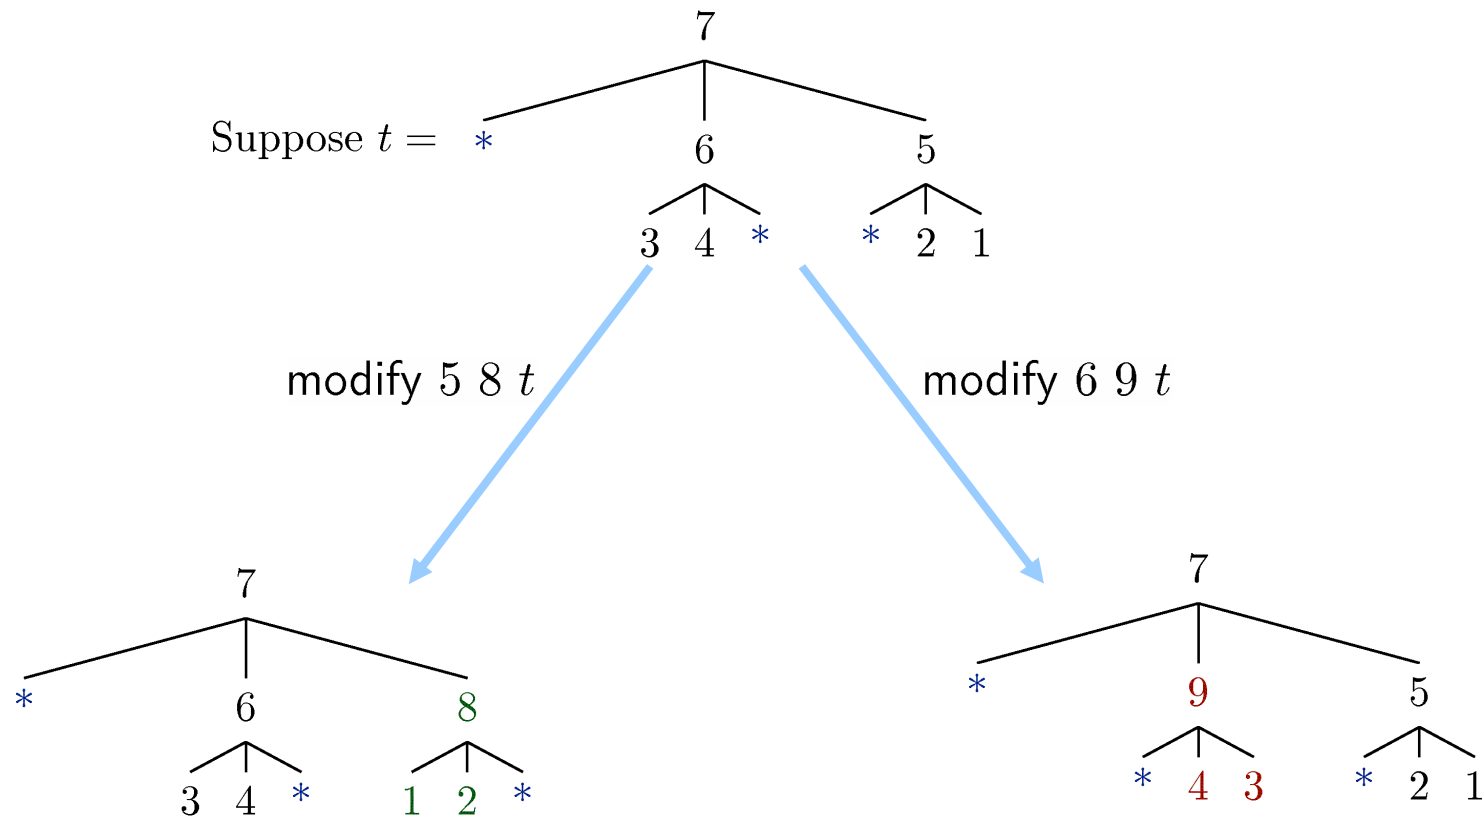 7
Suppose t = * 6 5
3 4 * * 2 1
modify 5 8 t modify 6 9 t
7 7
* 6 8 * 9 5
3 4 * 1 2 * * 4 3 * 2 1